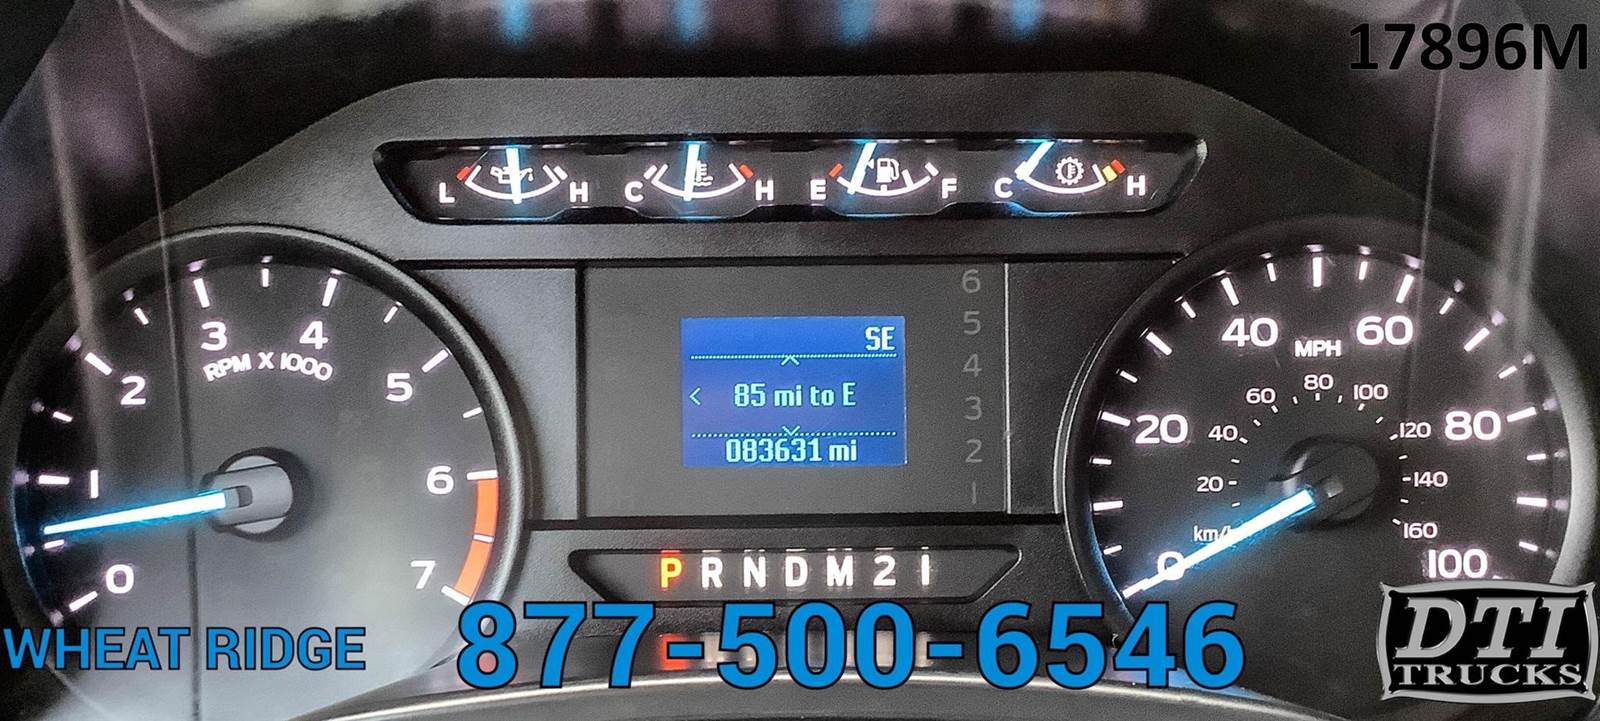 17896M
L H C H E F C H
3 4
RPM X 1000
2 5
1 6
0 7
SE
85 mi to E
083631 mi
6
5
4
3
2
1
40 MPH 60
60 80 100
20 40 120 80
20 140
km/
160
0 100
P R N D M 2 1
WHEAT RIDGE
877-500-6546
DTI
TRUCKS